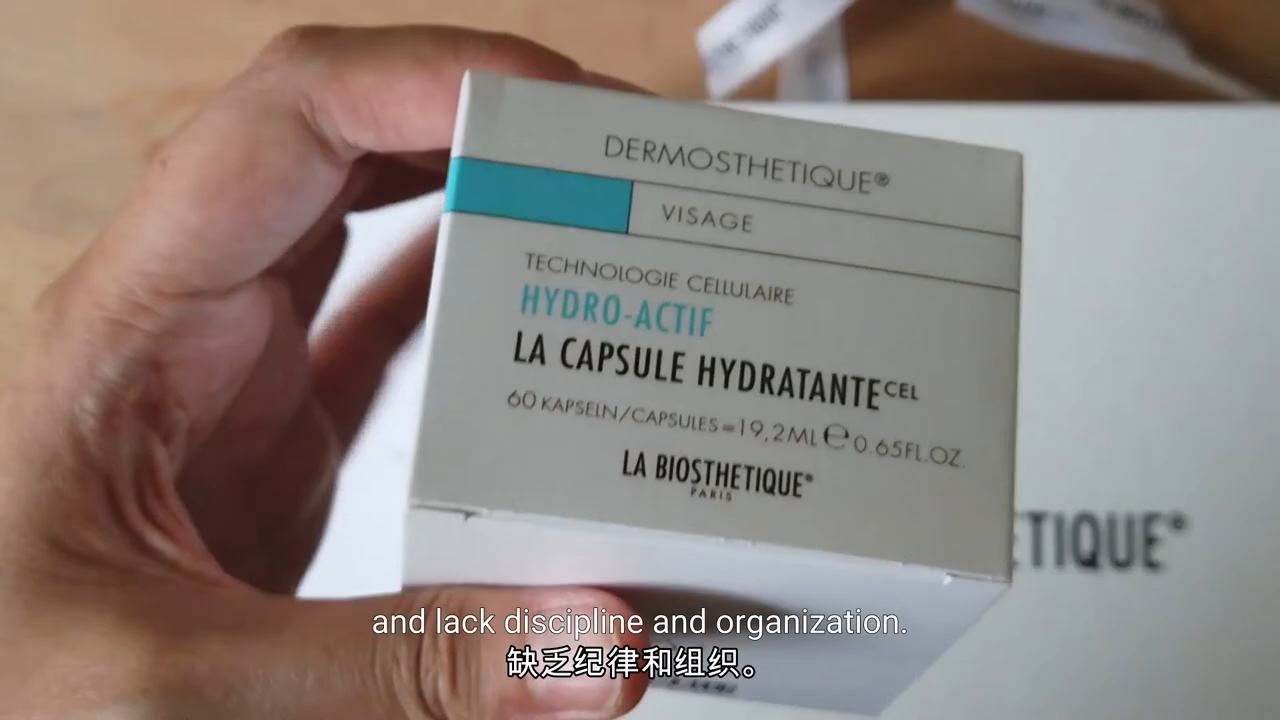 DERMOSTHETIQUE®
VISAGE
TECHNOLOGIE CELLULAIRE
HYDRO-ACTIF
LA CAPSULE HYDRATANTE CEL
60 KAPSELN/CAPSULES=19,2ML ℮ 0.65FL.OZ.
LA BIOSTHETIQUE®
PARIS
ETIQUE®
and lack discipline and organization.
缺乏纪律和组织。